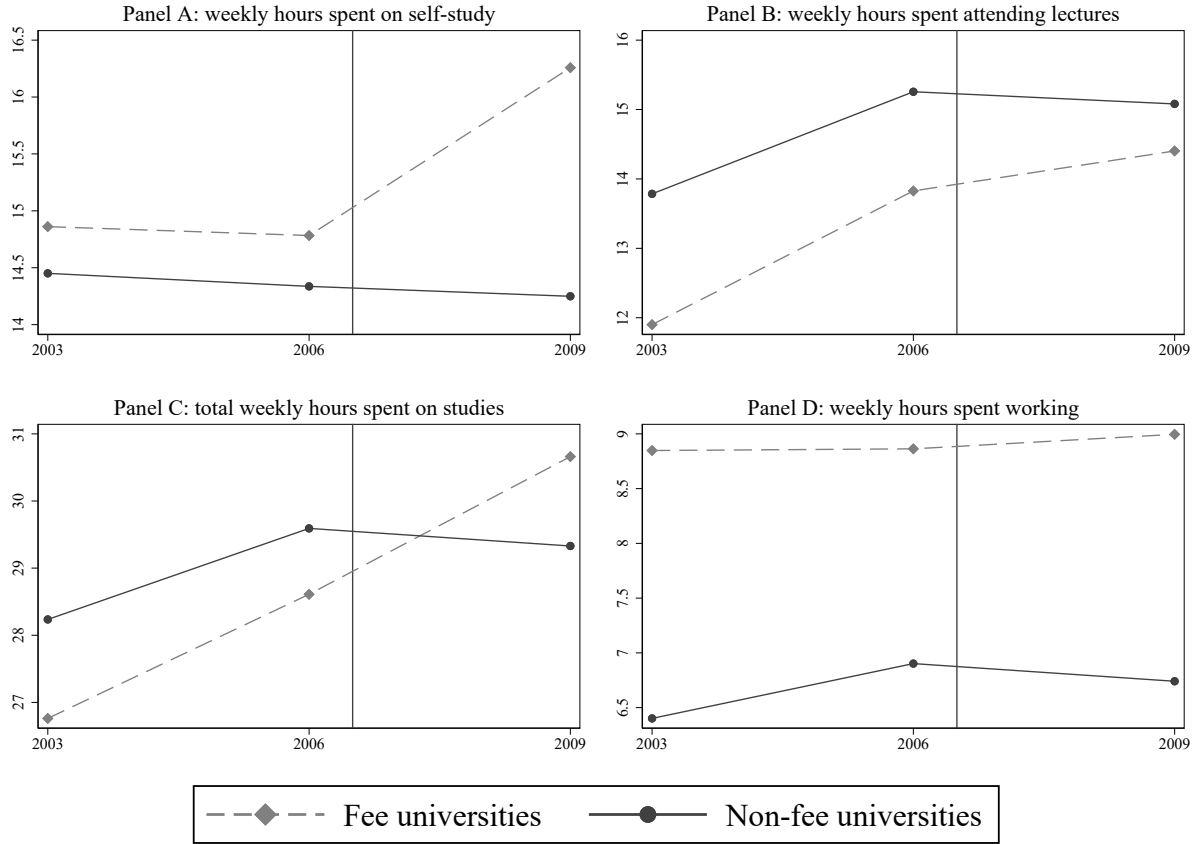 Panel A: weekly hours spent on self-study
16.5
16
15.5
15
14.5
14
2003 2006 2009
Panel B: weekly hours spent attending lectures
16
15
14
13
12
2003 2006 2009
Panel C: total weekly hours spent on studies
31
30
29
28
27
2003 2006 2009
Panel D: weekly hours spent working
9
8.5
8
7.5
7
6.5
2003 2006 2009
Fee universities Non-fee universities